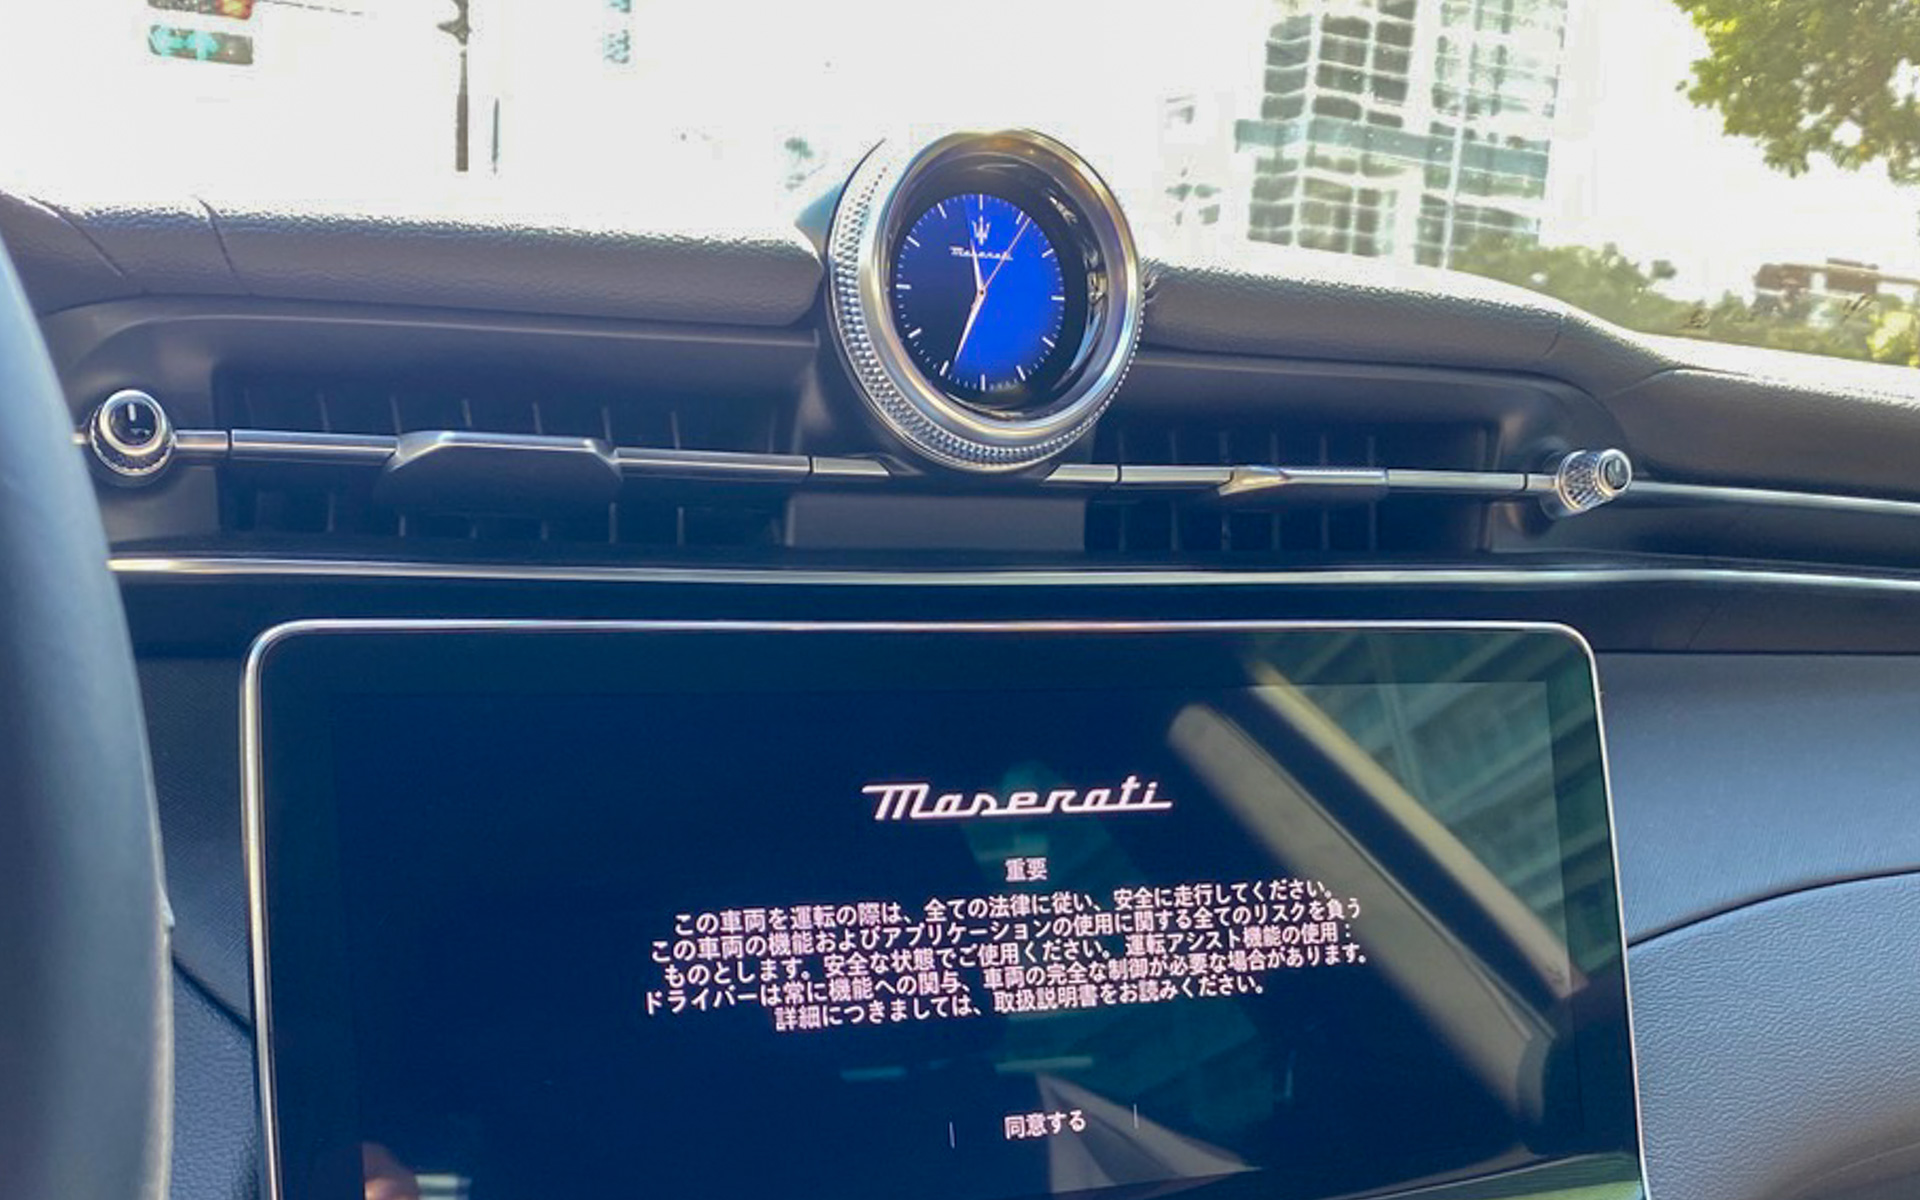 Maserati
Maserati
重要
この車両を運転の際は、全ての法律に従い、安全に走行してください。
この車両の機能およびアプリケーションの使用に関する全てのリスクを負う
ものとします。安全な状態でご使用ください。運転アシスト機能の使用：
ドライバーは常に機能への関与、車両の完全な制御が必要な場合があります。
詳細につきましては、取扱説明書をお読みください。
同意する